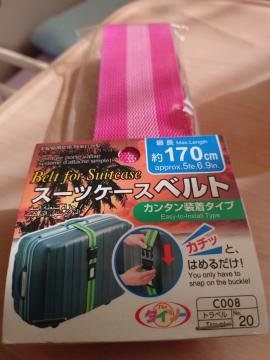 Belt for Suitcase
スーツケースベルト
最長 Max. Length
約170cm
approx.5fe.6.9in.
カンタン装着タイプ
Easy-to-Install Type
カチッと、
はめるだけ!
You only have to
snap on the buckle!
The
ダイソー
C008
トラベル
No.
20